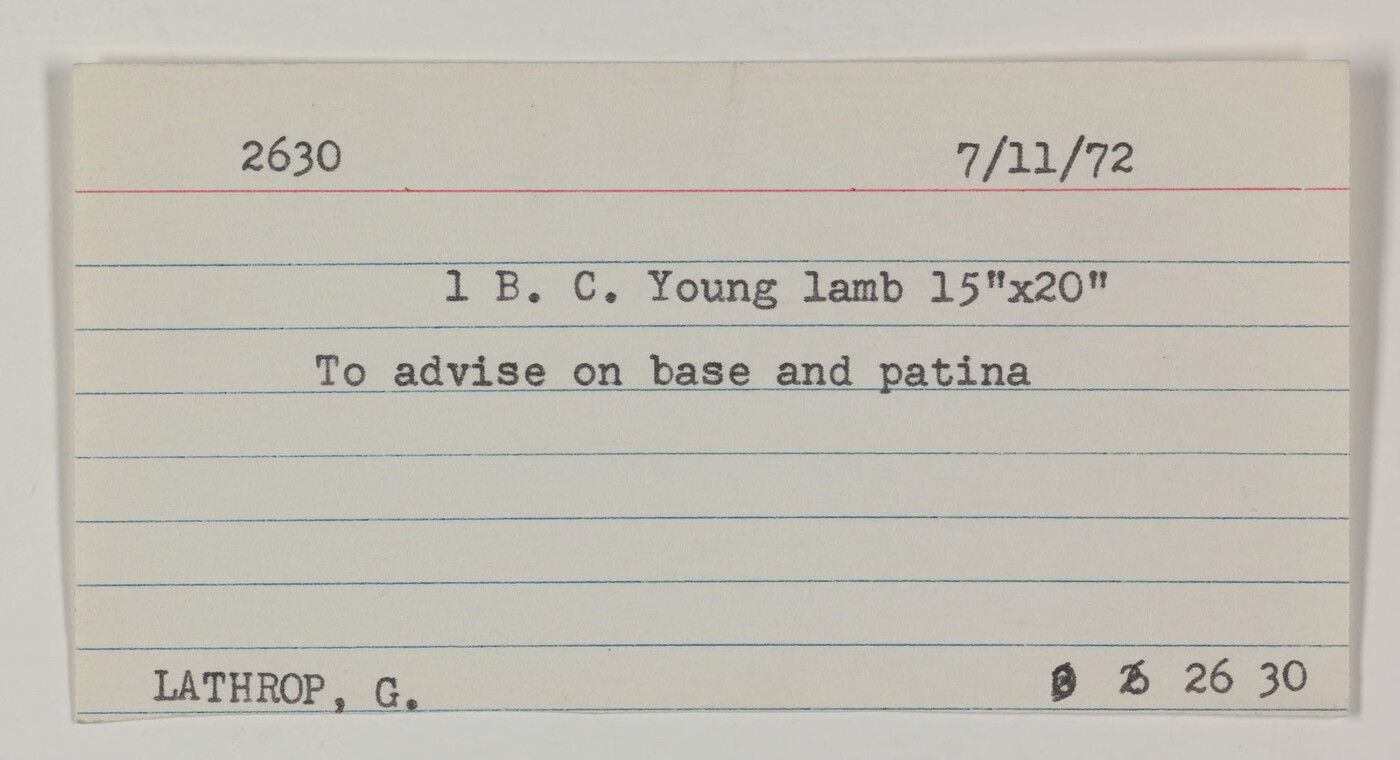 2630 7/11/72
1 B. C. Young lamb 15"x20"
To advise on base and patina
LATHROP, G. 26 30